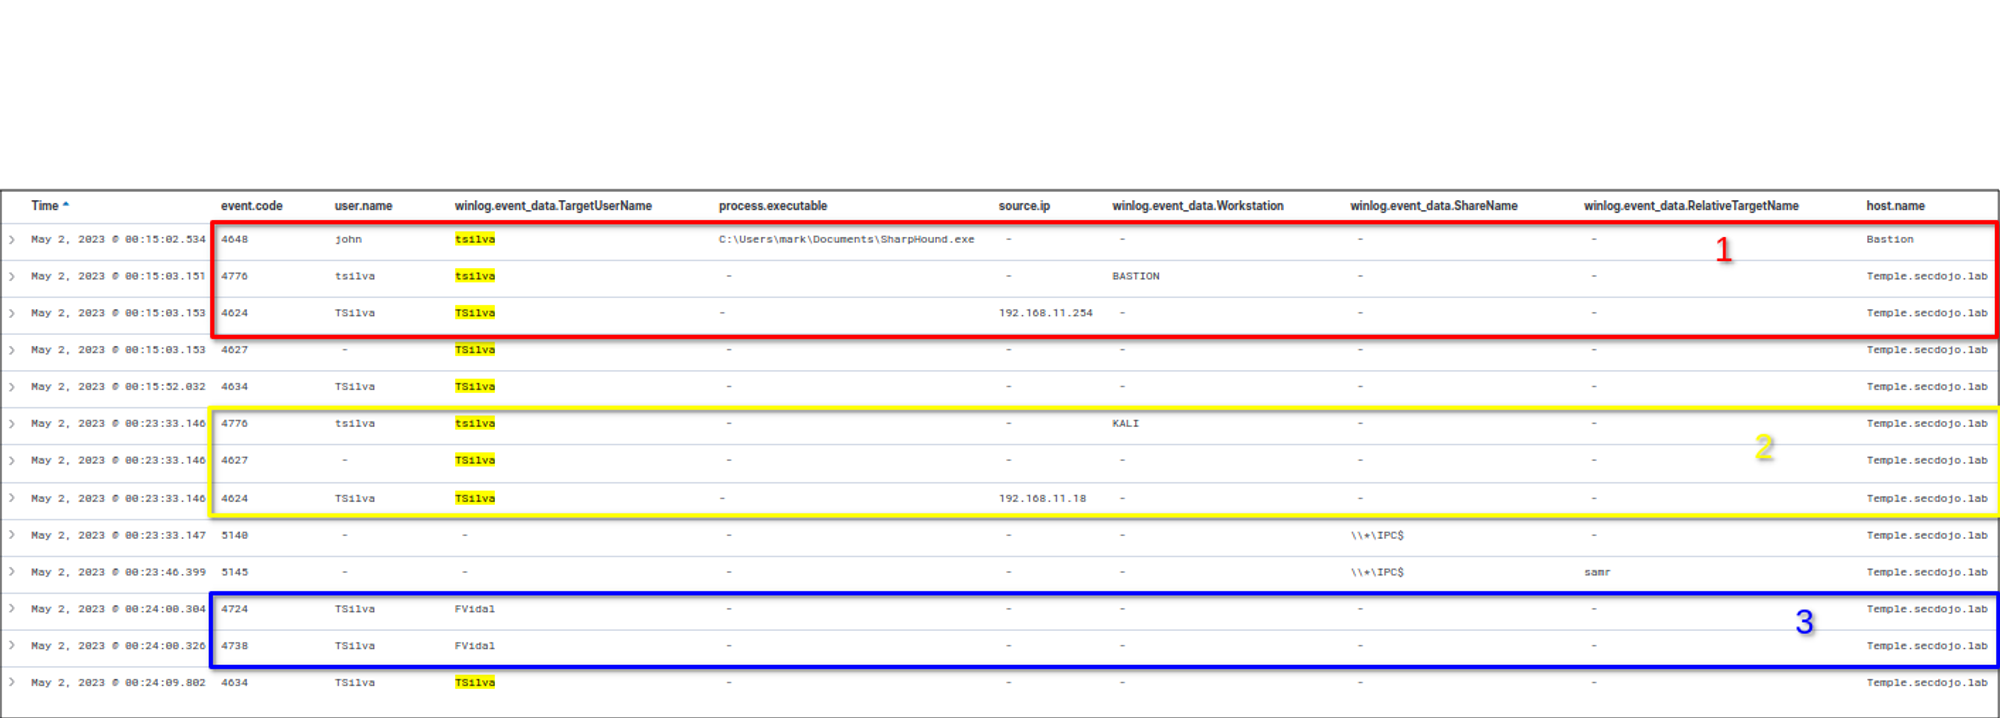 Time event.code user.name winlog.event_data.TargetUserName process.executable source.ip winlog.event_data.Workstation winlog.event_data.ShareName winlog.event_data.RelativeTargetName host.name
May 2, 2023 @ 00:15:02.534 4648 john tsilva C:\Users\mark\Documents\SharpHound.exe - - - - Bastion
1
May 2, 2023 @ 00:15:03.151 4776 tsilva tsilva - - BASTION - - Temple.secdojo.lab
May 2, 2023 @ 00:15:03.153 4624 TSilva TSilva - 192.168.11.254 - - - Temple.secdojo.lab
May 2, 2023 @ 00:15:03.153 4627 - TSilva - - - - - Temple.secdojo.lab
May 2, 2023 @ 00:15:52.032 4634 TSilva TSilva - - - - - Temple.secdojo.lab
May 2, 2023 @ 00:23:33.146 4776 tsilva tsilva - - KALI - - Temple.secdojo.lab
2
May 2, 2023 @ 00:23:33.146 4627 - TSilva - - - - - Temple.secdojo.lab
May 2, 2023 @ 00:23:33.146 4624 TSilva TSilva - 192.168.11.18 - - - Temple.secdojo.lab
May 2, 2023 @ 00:23:33.147 5140 - - - - - \\*\IPC$ - Temple.secdojo.lab
May 2, 2023 @ 00:23:46.399 5145 - - - - - \\*\IPC$ samr Temple.secdojo.lab
May 2, 2023 @ 00:24:00.304 4724 TSilva FVidal - - - - - Temple.secdojo.lab
3
May 2, 2023 @ 00:24:00.326 4738 TSilva FVidal - - - - - Temple.secdojo.lab
May 2, 2023 @ 00:24:09.802 4634 TSilva TSilva - - - - - Temple.secdojo.lab